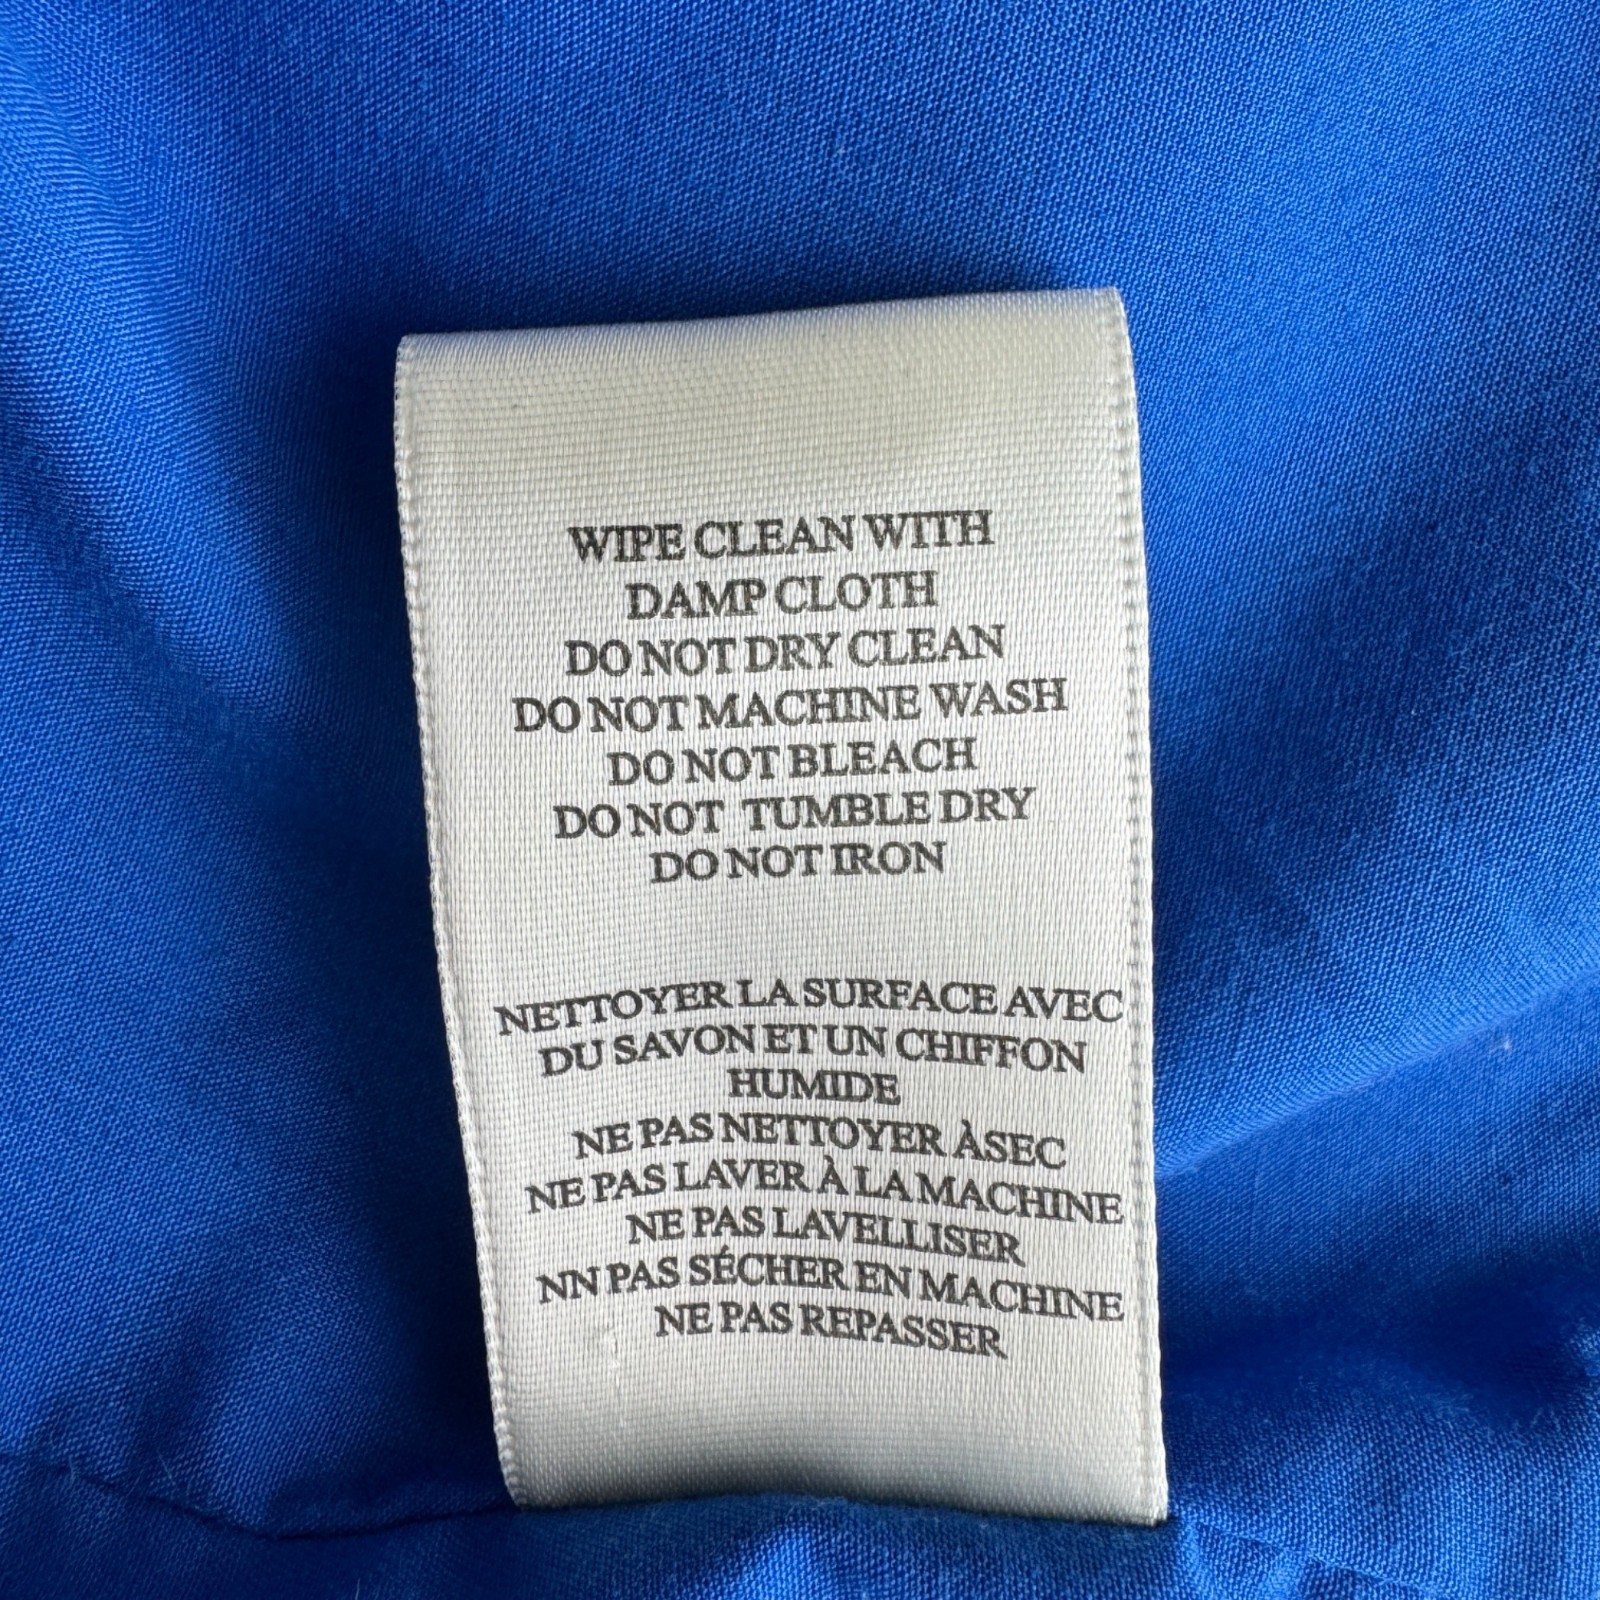 WIPE CLEAN WITH
DAMP CLOTH
DO NOT DRY CLEAN
DO NOT MACHINE WASH
DO NOT BLEACH
DO NOT TUMBLE DRY
DO NOT IRON
NETTOYER LA SURFACE AVEC
DU SAVON ET UN CHIFFON
HUMIDE
NE PAS NETTOYER ÀSEC
NE PAS LAVER À LA MACHINE
NE PAS LAVELLISER
NN PAS SÉCHER EN MACHINE
NE PAS REPASSER